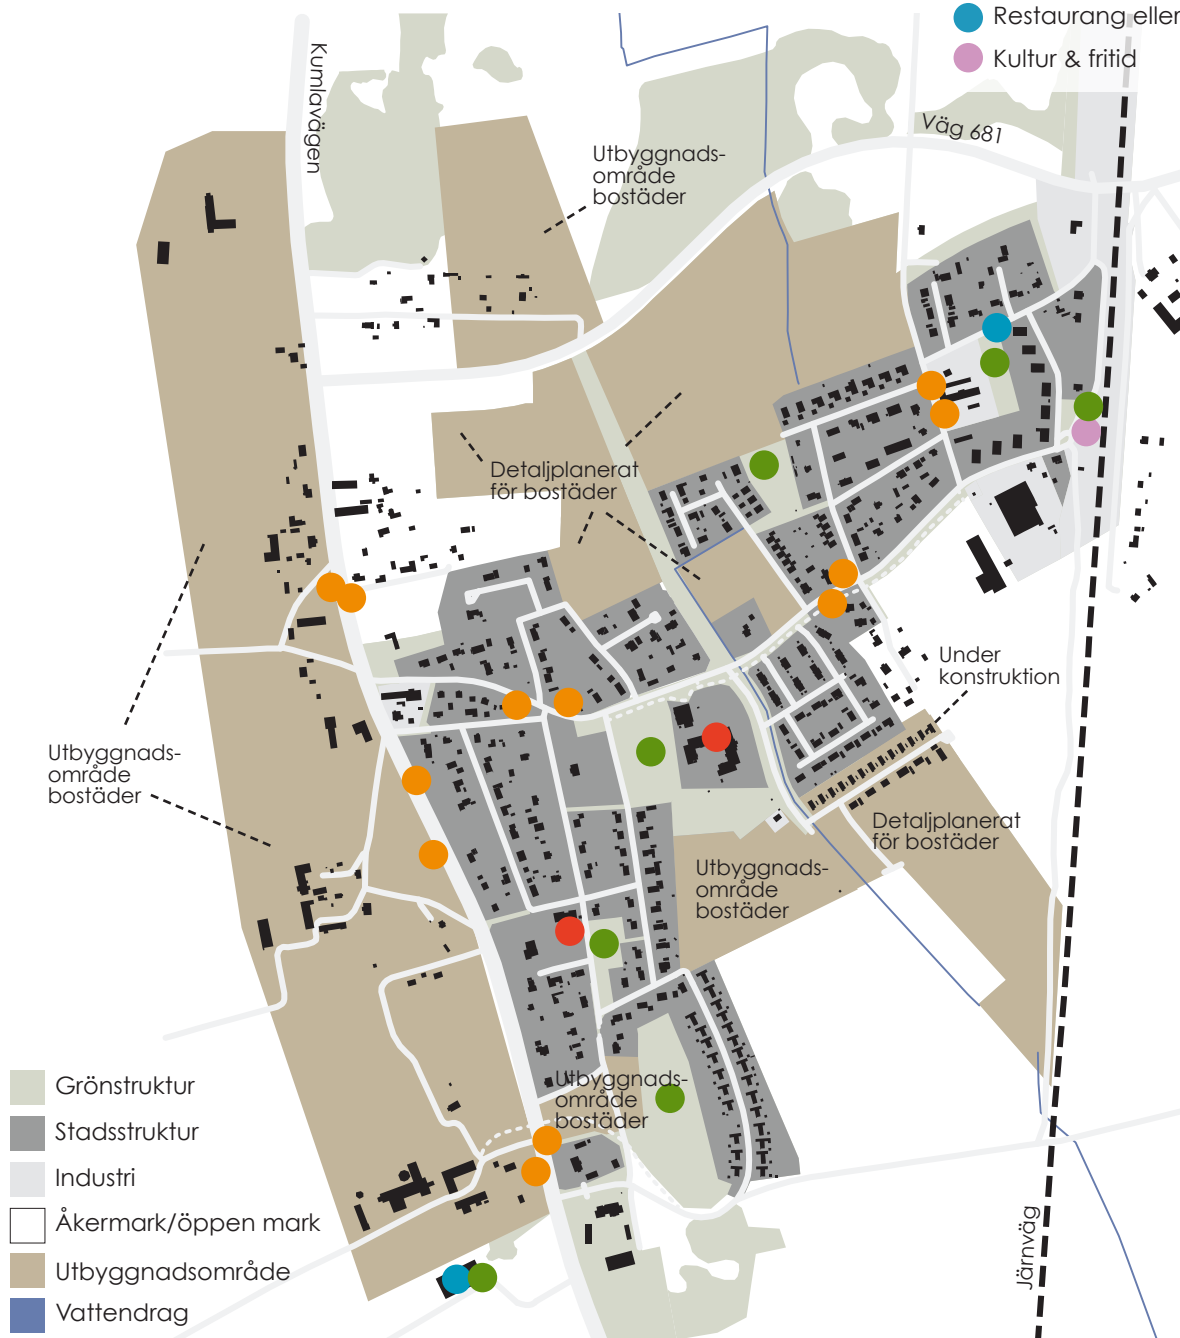 Restaurang eller
Kultur & fritid
Kumlavägen
Väg 681
Utbyggnads-
område
bostäder
Detaljplanerat
för bostäder
Under
konstruktion
Utbyggnads-
område
bostäder
Detaljplanerat
för bostäder
Utbyggnads-
område
bostäder
Utbyggnads-
område
bostäder
Järnväg
Grönstruktur
Stadsstruktur
Industri
Åkermark/öppen mark
Utbyggnadsområde
Vattendrag